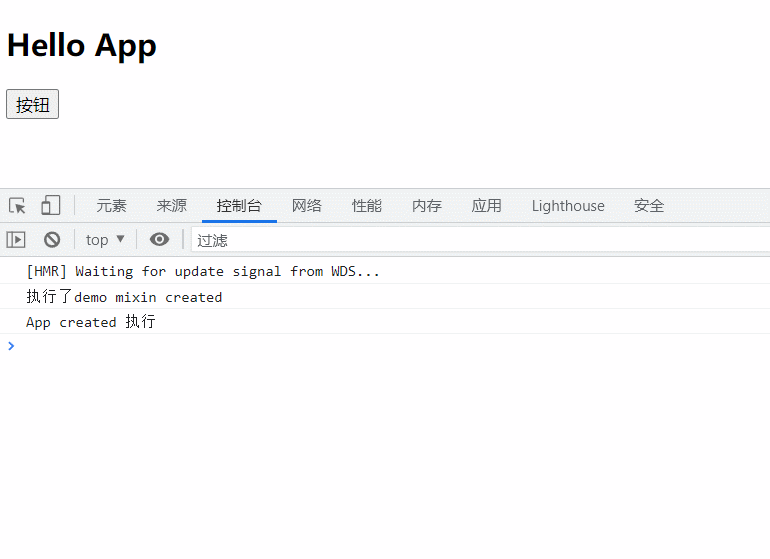 Hello App
按钮
元素 来源 控制台 网络 性能 内存 应用 Lighthouse 安全
top ▼ 过滤
[HMR] Waiting for update signal from WDS...
执行了demo mixin created
App created 执行